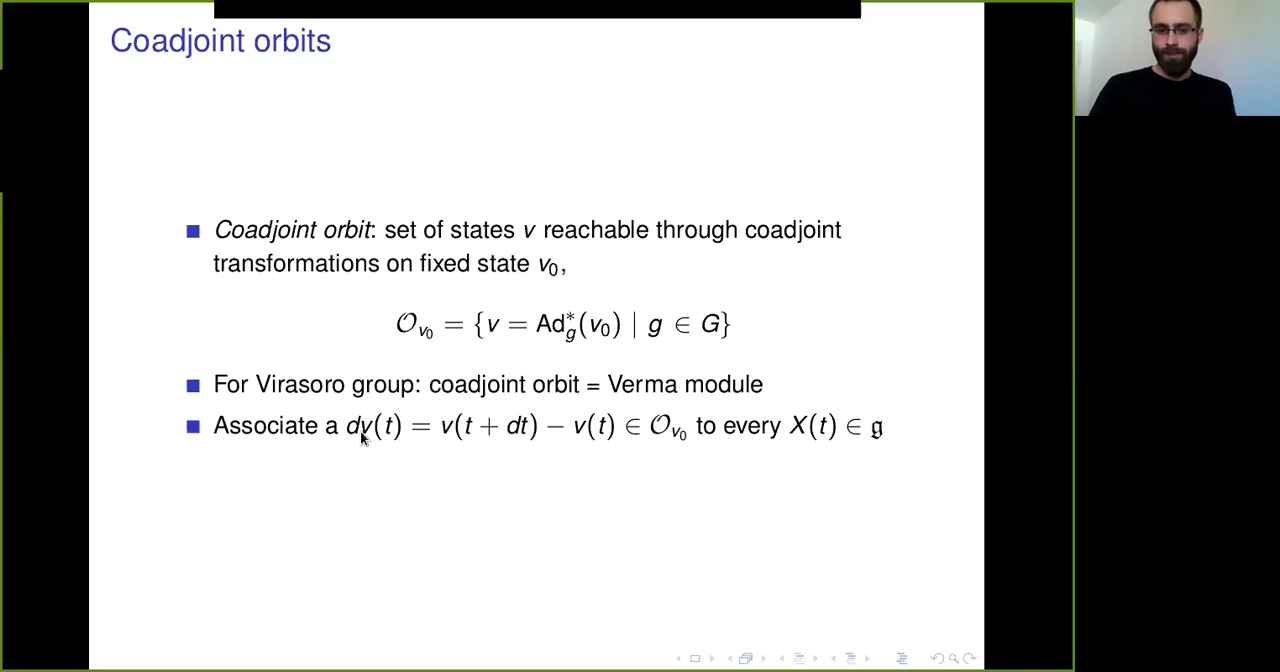 Coadjoint orbits
Coadjoint orbit: set of states v reachable through coadjoint
transformations on fixed state v₀,
𝒪_{v₀} = {v = Ad*_g(v₀) | g ∈ G}
For Virasoro group: coadjoint orbit = Verma module
Associate a dv(t) = v(t + dt) − v(t) ∈ 𝒪_{v₀} to every X(t) ∈ 𝔤